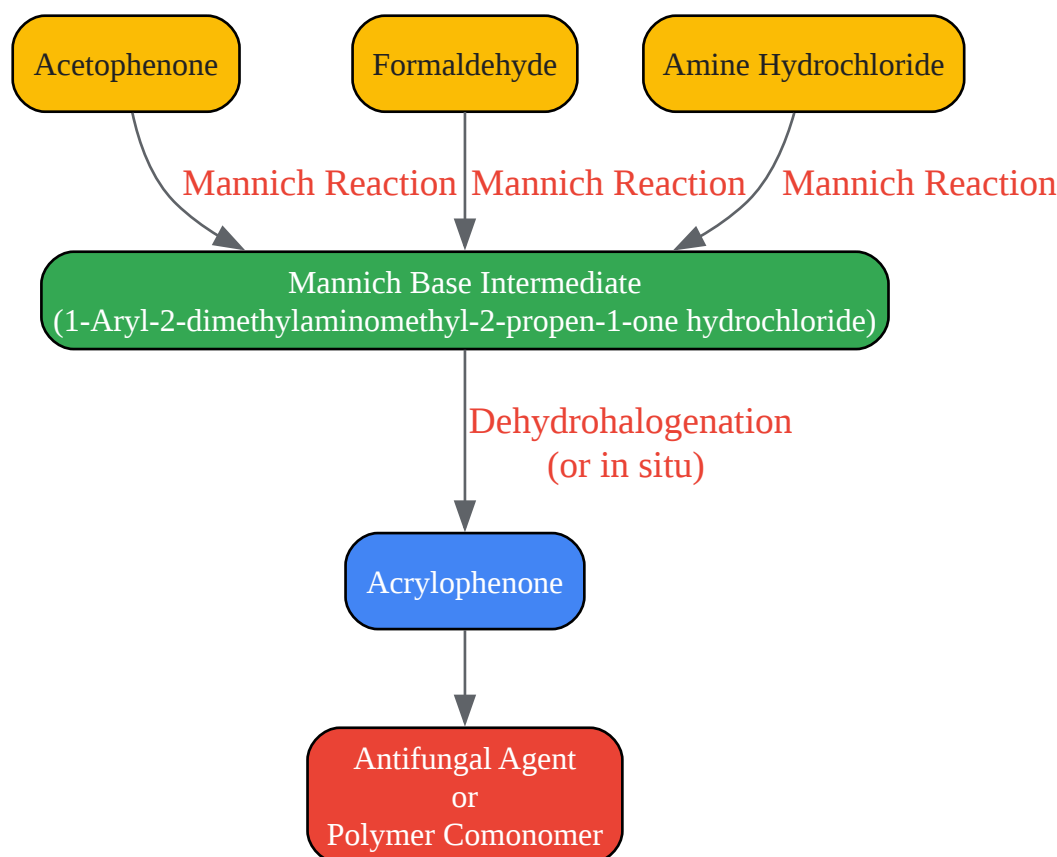 Acetophenone
Formaldehyde
Amine Hydrochloride
Mannich Reaction
Mannich Reaction
Mannich Reaction
Mannich Base Intermediate
(1-Aryl-2-dimethylaminomethyl-2-propen-1-one hydrochloride)
Dehydrohalogenation
(or in situ)
Acrylophenone
Antifungal Agent
or
Polymer Comonomer